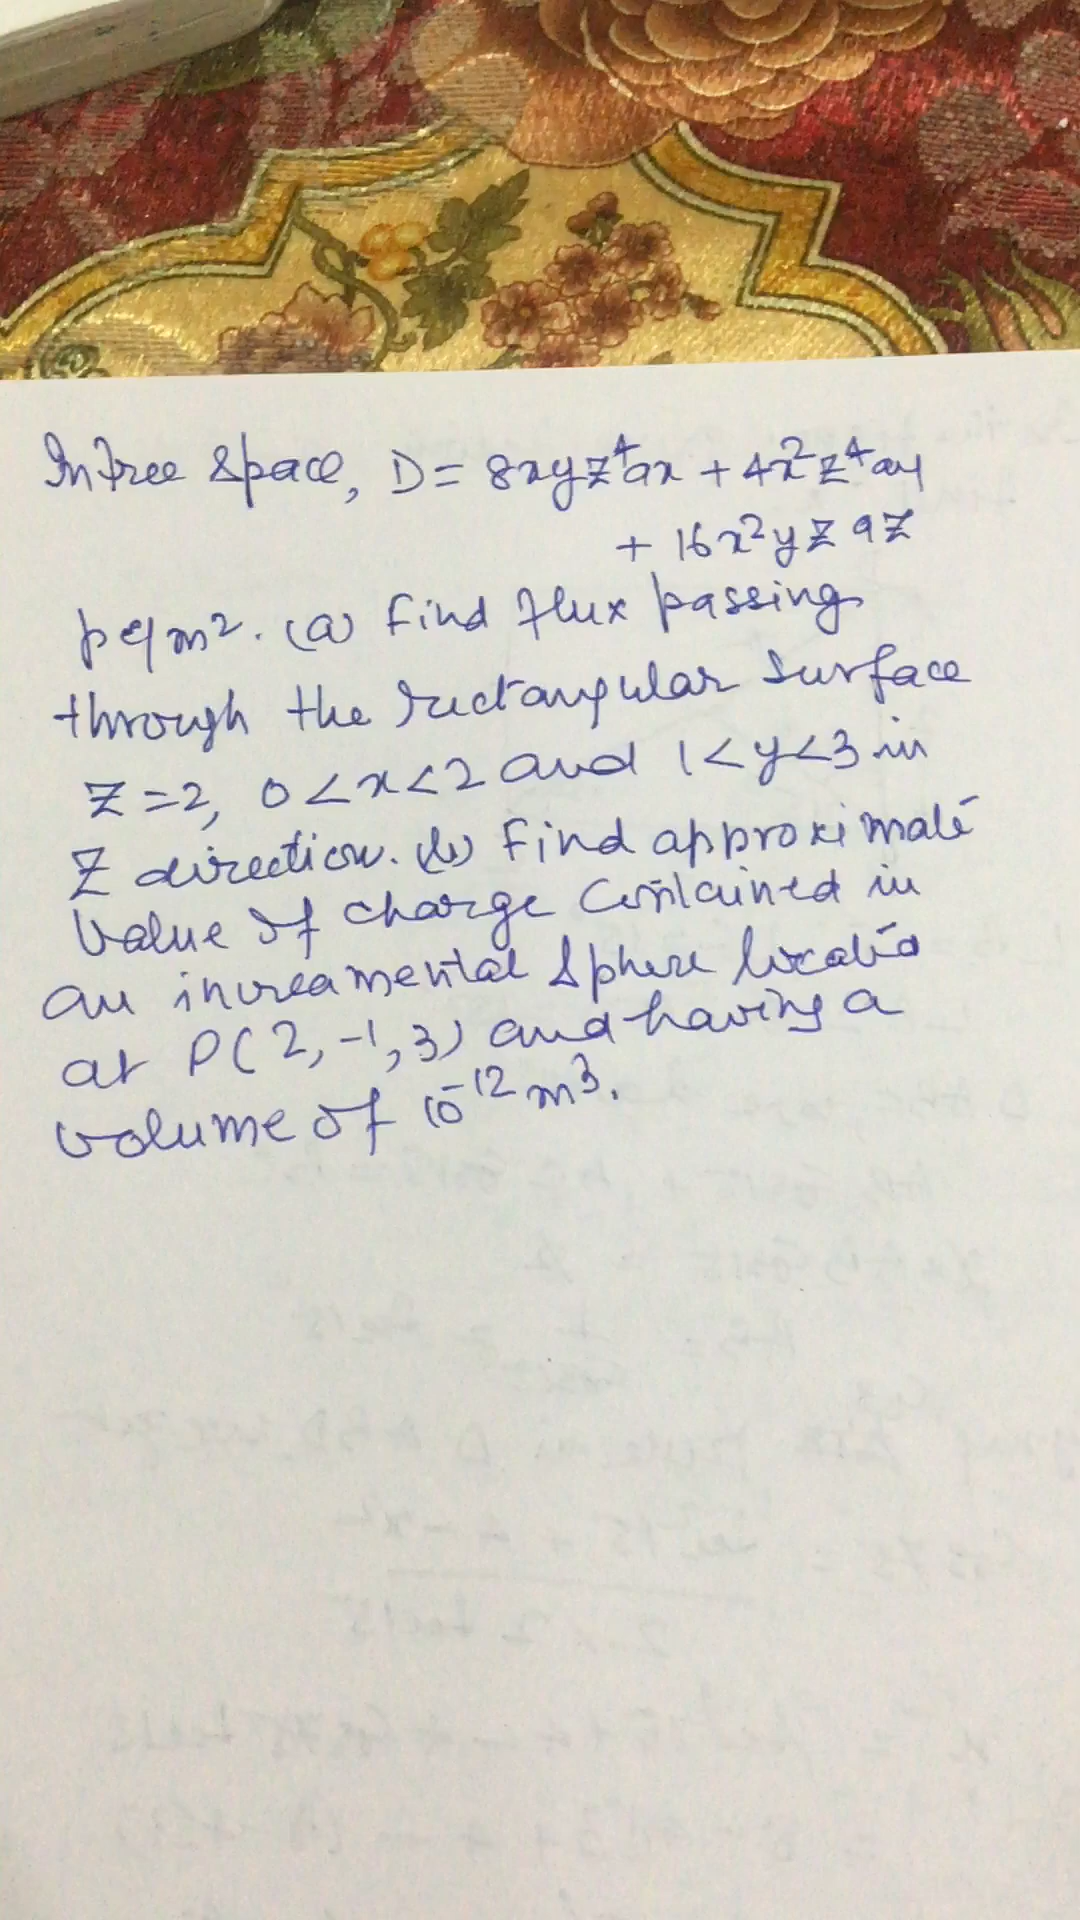 In free space, D = 8xyz⁴ax + 4x²z⁴ay
+ 16x²yz az
pc/m². (a) Find flux passing
through the rectangular surface
Z=2, 0<x<2 and 1<y<3 in
Z direction. (b) Find approximate
Value of charge contained in
an increamental sphere located
at P(2,-1,3) and having a
volume of 10⁻¹² m³.